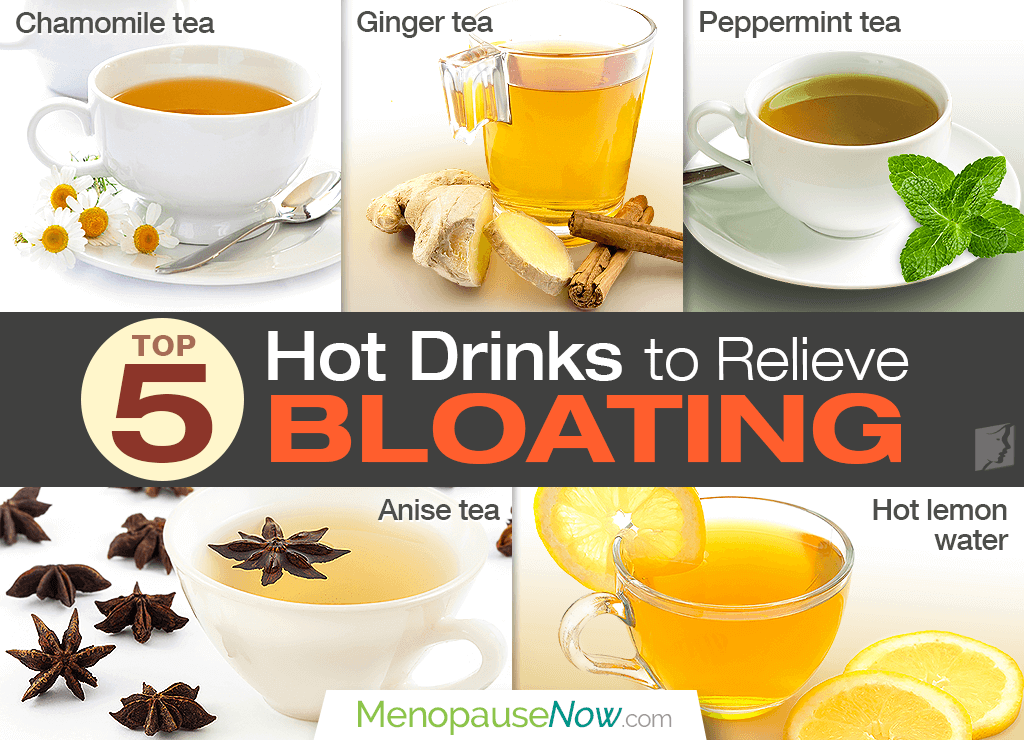 Chamomile tea
Ginger tea
Peppermint tea
TOP
5
Hot Drinks to Relieve
BLOATING
Anise tea
Hot lemon
water
MenopauseNow.com